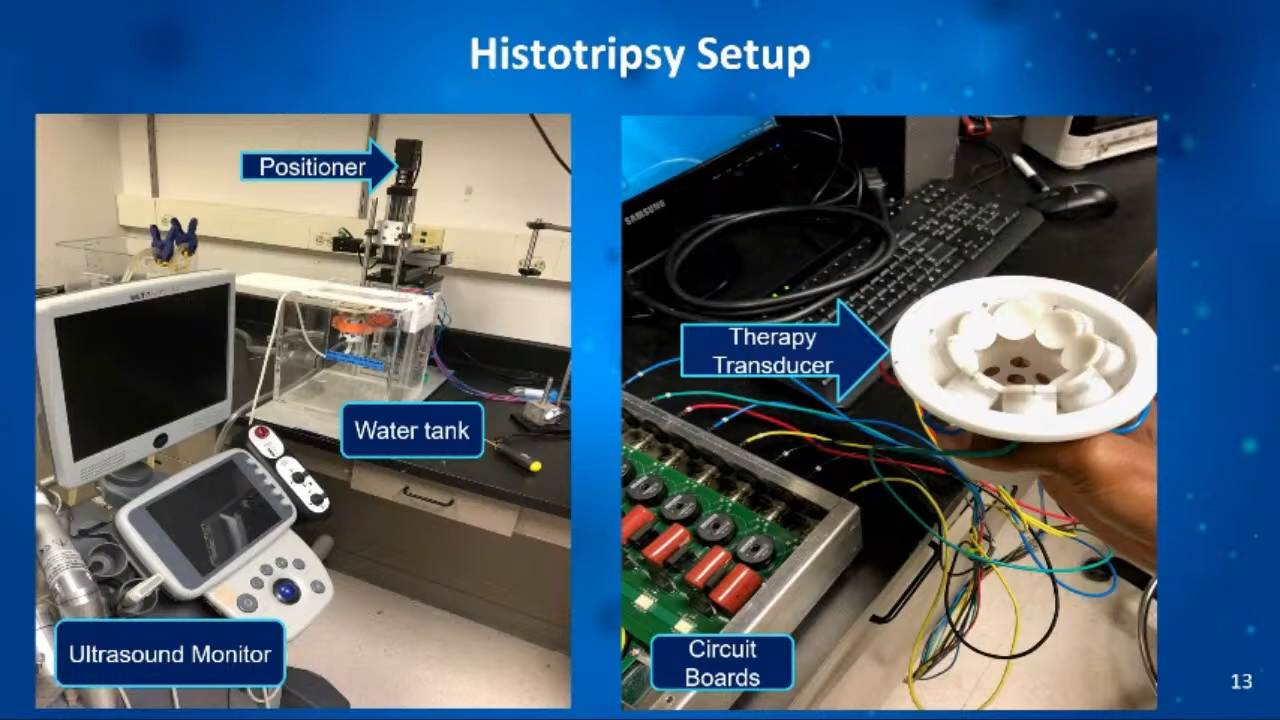 Histotripsy Setup
Positioner
Water tank
Ultrasound Monitor
SAMSUNG
Therapy
Transducer
Circuit
Boards
13